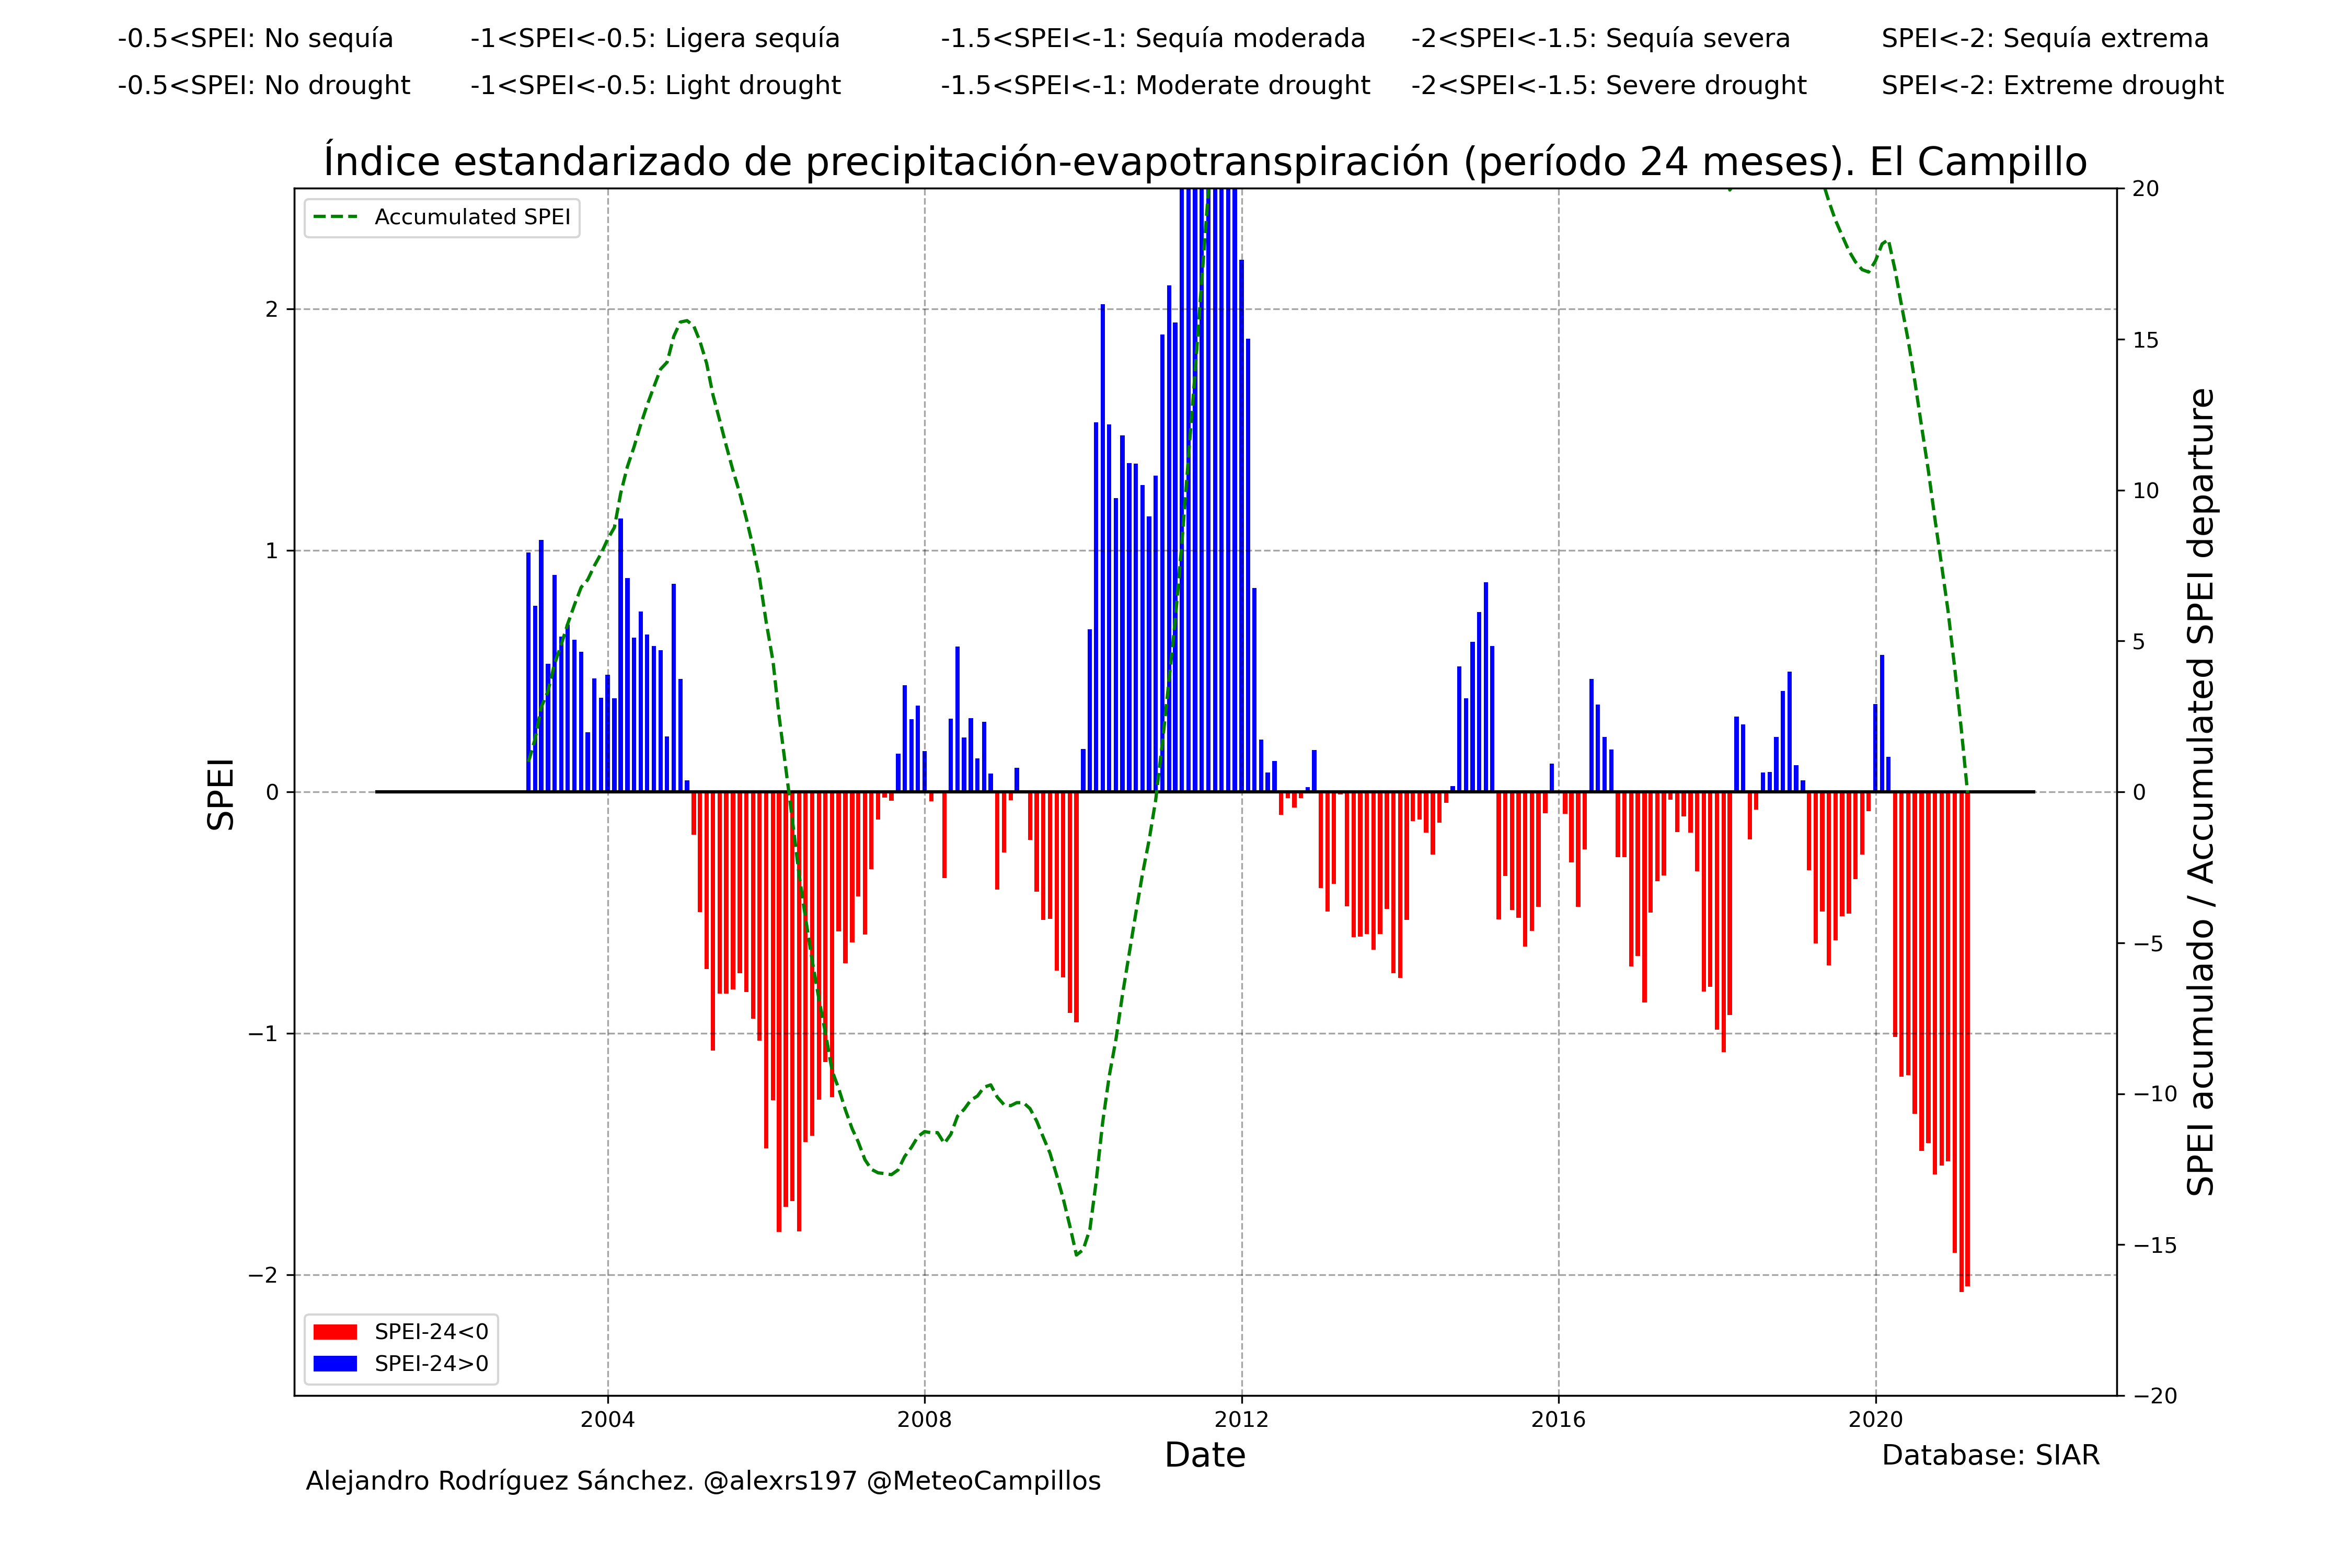 -0.5<SPEI: No sequía -1<SPEI<-0.5: Ligera sequía -1.5<SPEI<-1: Sequía moderada -2<SPEI<-1.5: Sequía severa SPEI<-2: Sequía extrema
-0.5<SPEI: No drought -1<SPEI<-0.5: Light drought -1.5<SPEI<-1: Moderate drought -2<SPEI<-1.5: Severe drought SPEI<-2: Extreme drought
Índice estandarizado de precipitación-evapotranspiración (período 24 meses). El Campillo
Accumulated SPEI
SPEI
2
1
0
−1
−2
20
15
10
5
0
−5
−10
−15
−20
SPEI acumulado / Accumulated SPEI departure
SPEI-24<0
SPEI-24>0
2004 2008 2012 2016 2020
Date
Database: SIAR
Alejandro Rodríguez Sánchez. @alexrs197 @MeteoCampillos